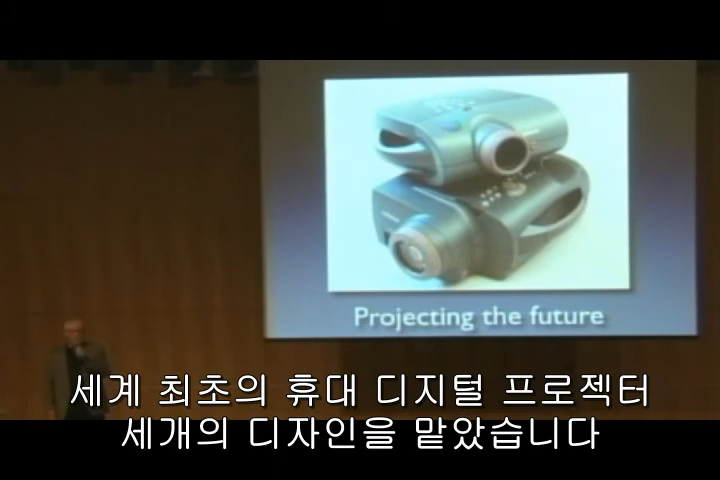 Projecting the future
세계 최초의 휴대 디지털 프로젝터
세개의 디자인을 맡았습니다